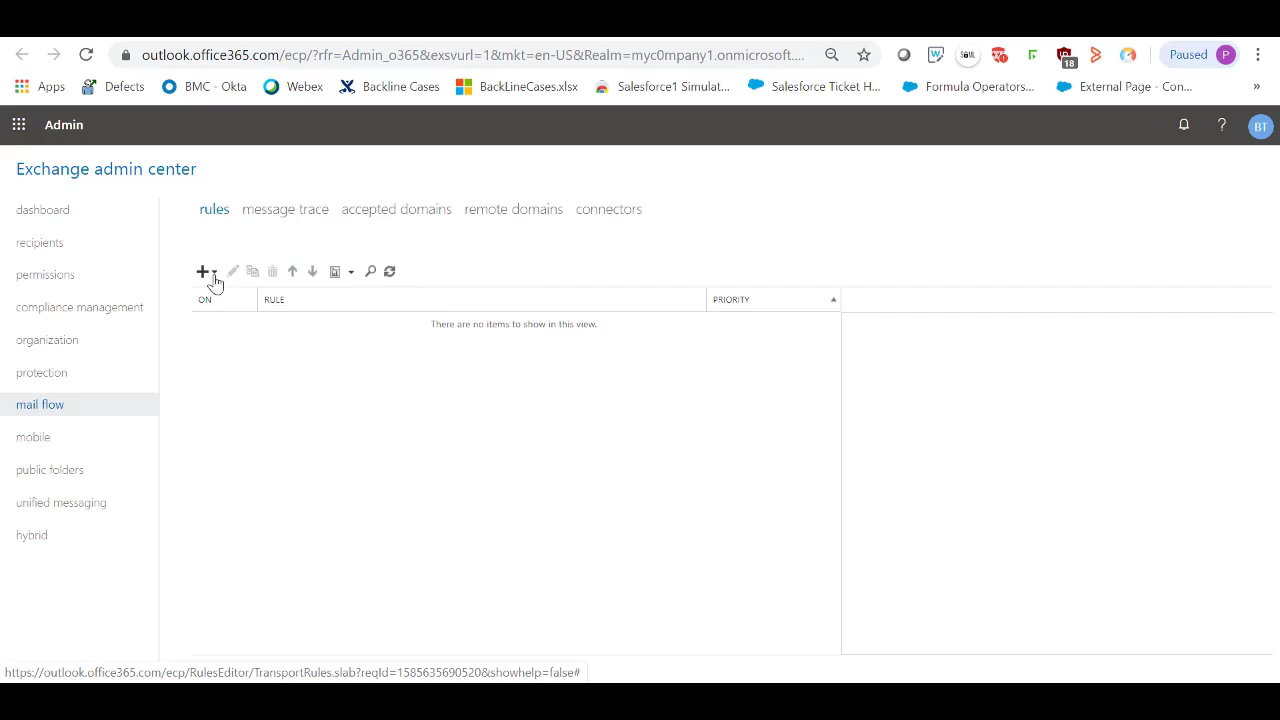 outlook.office365.com/ecp/?rfr=Admin_o365&exsvurl=1&mkt=en-US&Realm=myc0mpany1.onmicrosoft....
18
Paused P
Apps Defects BMC - Okta Webex Backline Cases BackLineCases.xlsx Salesforce1 Simulat... Salesforce Ticket H... Formula Operators... External Page - Con... »
Admin ? BT
Exchange admin center
dashboard
recipients
permissions
compliance management
organization
protection
mail flow
mobile
public folders
unified messaging
hybrid
rules message trace accepted domains remote domains connectors
ON RULE PRIORITY
There are no items to show in this view.
https://outlook.office365.com/ecp/RulesEditor/TransportRules.slab?reqId=1585635690520&showhelp=false#